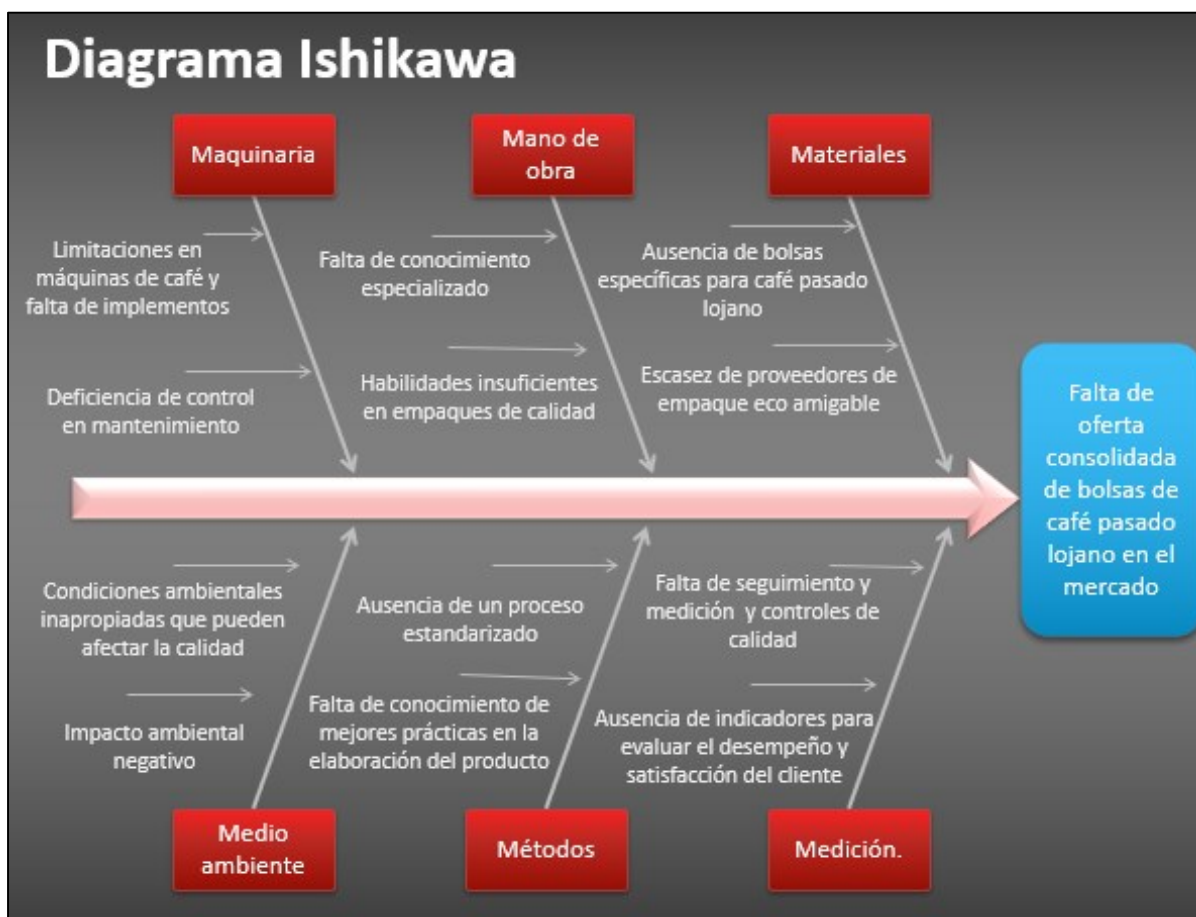 Diagrama Ishikawa
Maquinaria
Mano de
obra
Materiales
Limitaciones en
máquinas de café y
falta de implementos
Deficiencia de control
en mantenimiento
Falta de conocimiento
especializado
Habilidades insuficientes
en empaques de calidad
Ausencia de bolsas
específicas para café pasado
lojano
Escasez de proveedores de
empaque eco amigable
Falta de
oferta
consolidada
de bolsas de
café pasado
lojano en el
mercado
Condiciones ambientales
inapropiadas que pueden
afectar la calidad
Impacto ambiental
negativo
Ausencia de un proceso
estandarizado
Falta de conocimiento de
mejores prácticas en la
elaboración del producto
Falta de seguimiento y
medición y controles de
calidad
Ausencia de indicadores para
evaluar el desempeño y
satisfacción del cliente
Medio
ambiente
Métodos
Medición.